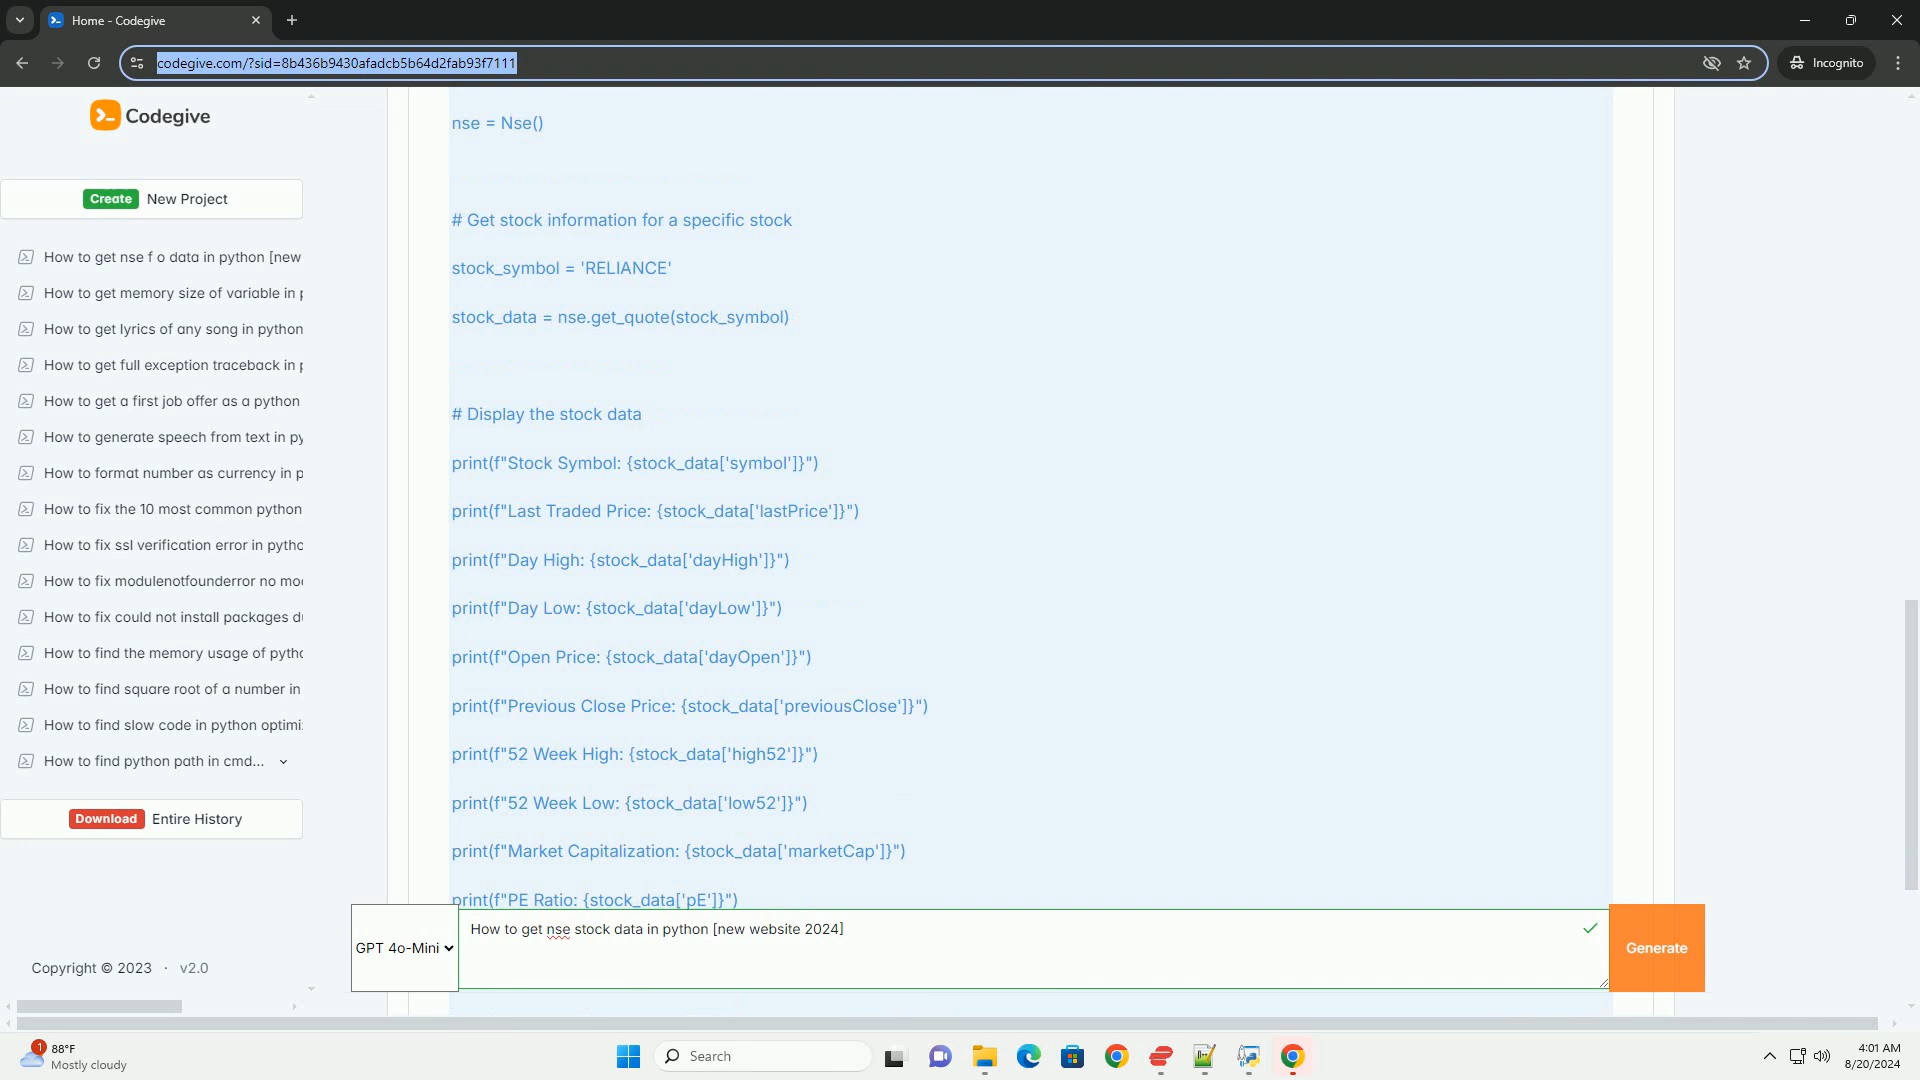 Home - Codegive
codegive.com/?sid=8b436b9430afadcb5b64d2fab93f7111
Incognito
Codegive
Create New Project
How to get nse f o data in python [new
How to get memory size of variable in p
How to get lyrics of any song in python
How to get full exception traceback in p
How to get a first job offer as a python
How to generate speech from text in py
How to format number as currency in p
How to fix the 10 most common python
How to fix ssl verification error in pytho
How to fix modulenotfounderror no mo
How to fix could not install packages d
How to find the memory usage of pytho
How to find square root of a number in
How to find slow code in python optimi
How to find python path in cmd...
Download Entire History
Copyright © 2023 · v2.0
nse = Nse()
# Get stock information for a specific stock
stock_symbol = 'RELIANCE'
stock_data = nse.get_quote(stock_symbol)
# Display the stock data
print(f"Stock Symbol: {stock_data['symbol']}")
print(f"Last Traded Price: {stock_data['lastPrice']}")
print(f"Day High: {stock_data['dayHigh']}")
print(f"Day Low: {stock_data['dayLow']}")
print(f"Open Price: {stock_data['dayOpen']}")
print(f"Previous Close Price: {stock_data['previousClose']}")
print(f"52 Week High: {stock_data['high52']}")
print(f"52 Week Low: {stock_data['low52']}")
print(f"Market Capitalization: {stock_data['marketCap']}")
print(f"PE Ratio: {stock_data['pE']}")
GPT 4o-Mini
How to get nse stock data in python [new website 2024]
Generate
1
88°F
Mostly cloudy
Search
4:01 AM
8/20/2024